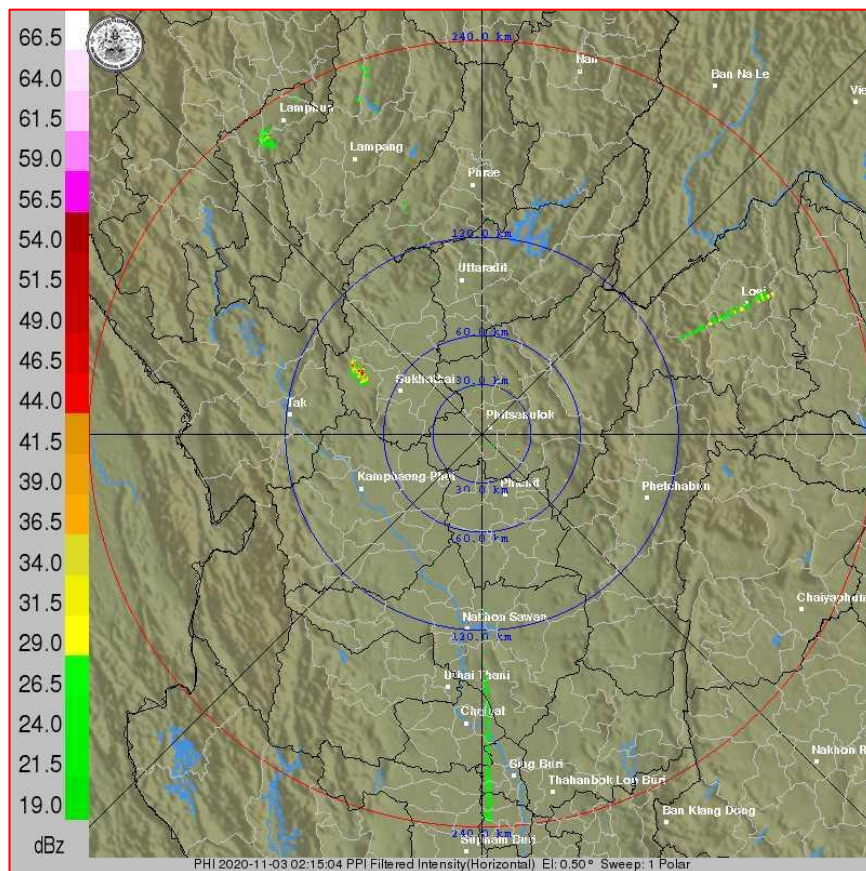 66.5
64.0
61.5
59.0
56.5
54.0
51.5
49.0
46.5
44.0
41.5
39.0
36.5
34.0
31.5
29.0
26.5
24.0
21.5
19.0
dBz
240.0 km
Nan
Ban Na Le
Lamphun
Lampang
Phrae
120.0 km
Uttaradit
Loei
60.0 km
30.0 km
Sukhothai
Tak
Phitsanulok
Kamphaeng Phet
Phichit
30.0 km
Phetchabun
60.0 km
Chaiyaphum
Nakhon Sawan
120.0 km
Uthai Thani
Chainat
Sing Buri
Thahanbok Lop Buri
Nakhon R
Ban Klang Dong
240.0 km
Suphan Buri
PHI 2020-11-03 02:15:04 PPI Filtered Intensity(Horizontal) El: 0.50° Sweep: 1 Polar